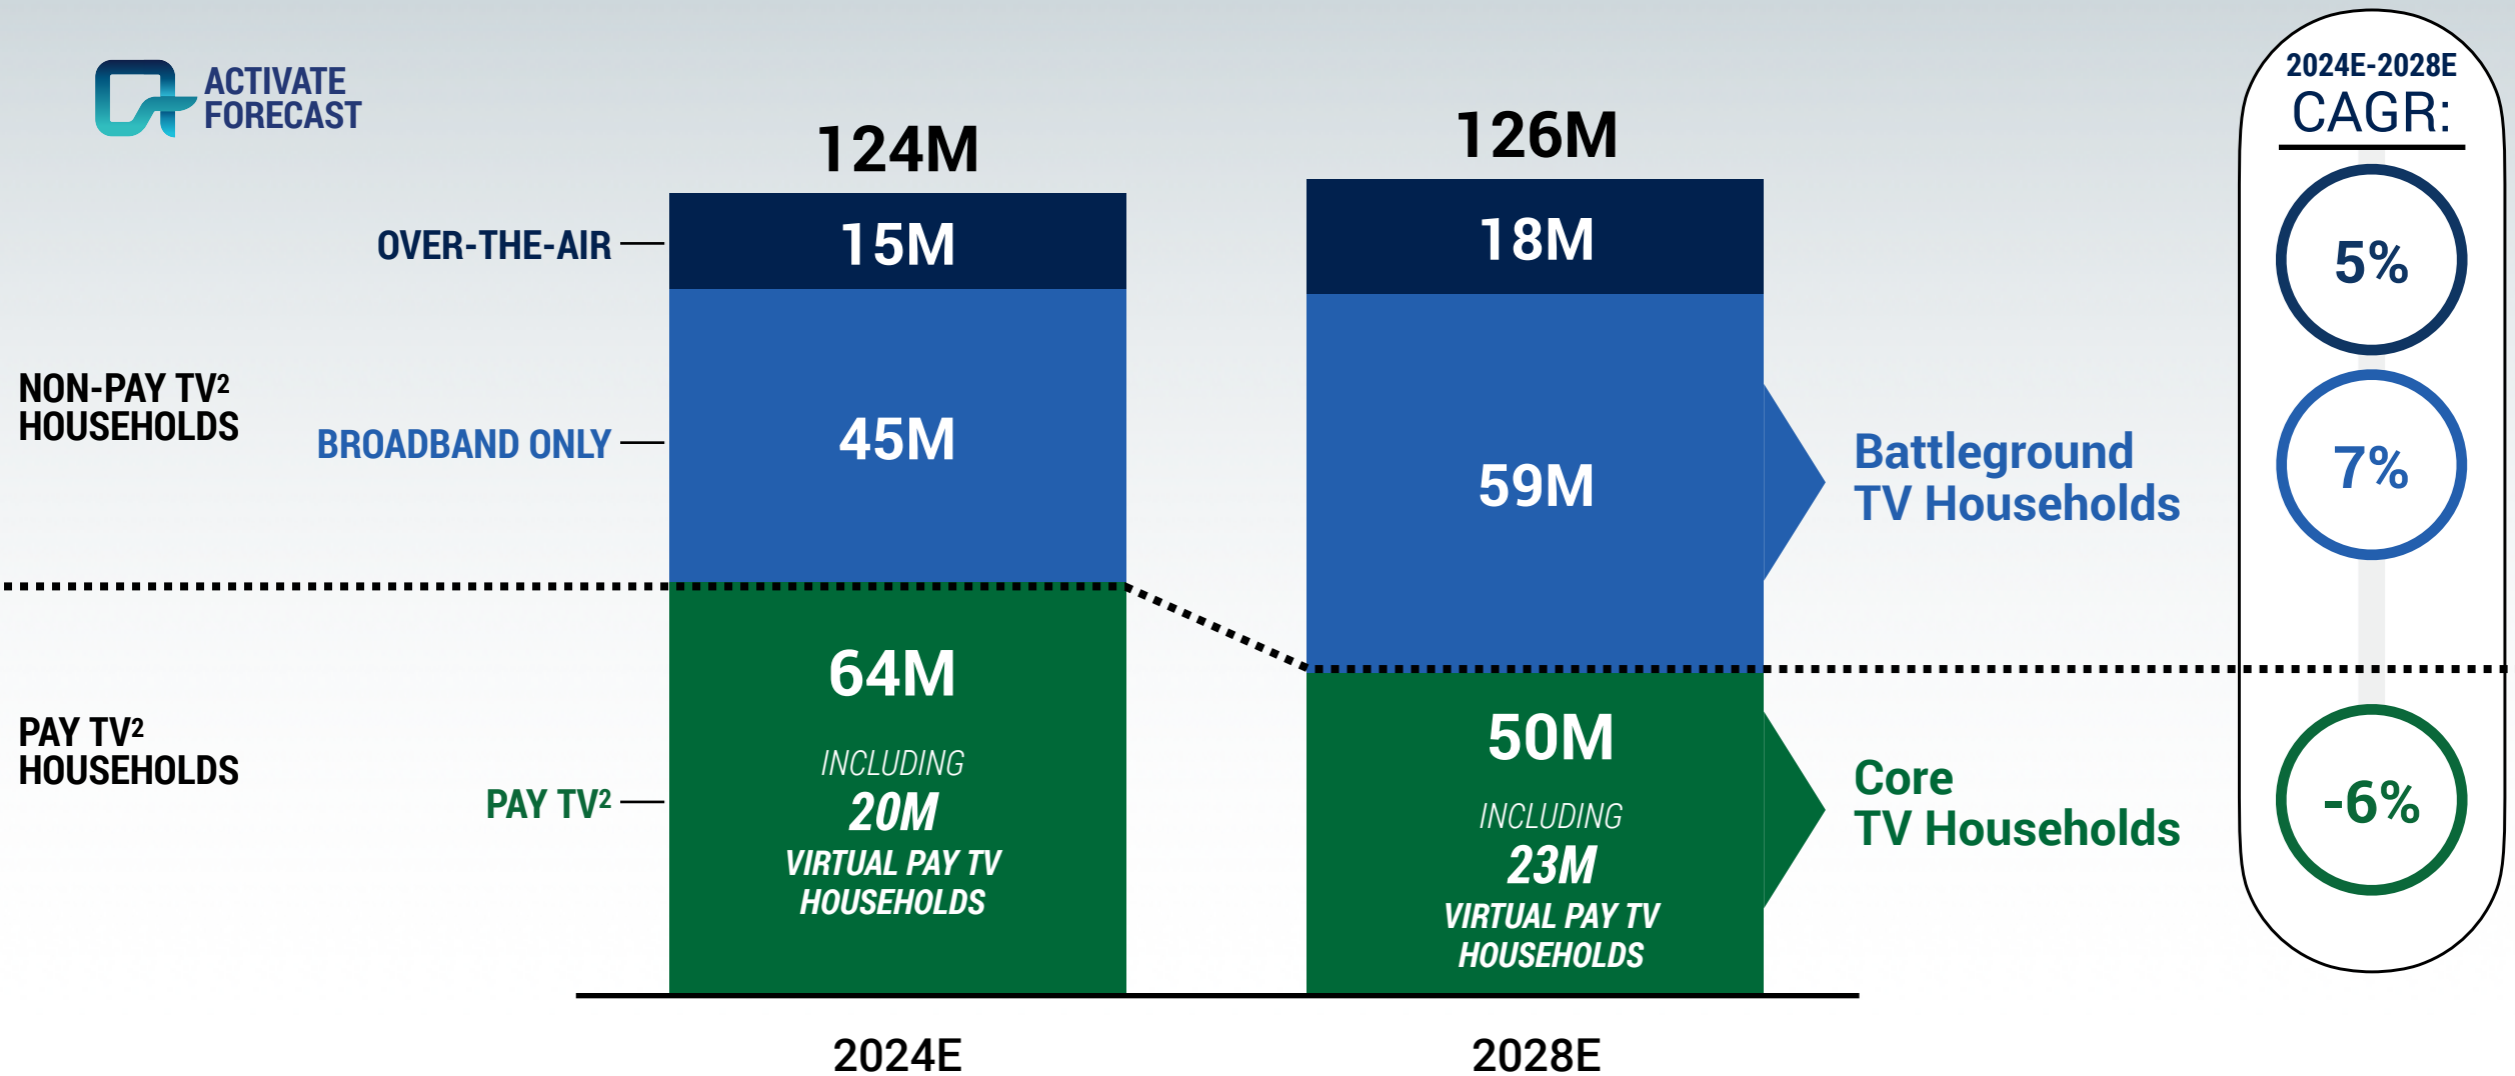 ACTIVATE
FORECAST
124M
126M
2024E-2028E
CAGR:
OVER-THE-AIR
15M
18M
5%
NON-PAY TV²
HOUSEHOLDS
BROADBAND ONLY
45M
59M
Battleground
TV Households
7%
PAY TV²
HOUSEHOLDS
PAY TV²
64M
INCLUDING
20M
VIRTUAL PAY TV
HOUSEHOLDS
50M
INCLUDING
23M
VIRTUAL PAY TV
HOUSEHOLDS
Core
TV Households
-6%
2024E
2028E